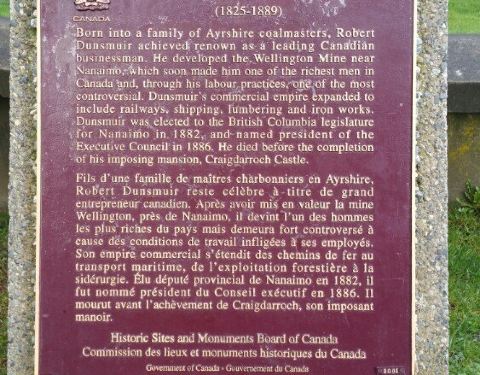 CANADA
(1825-1889)
Born into a family of Ayrshire coalmasters, Robert
Dunsmuir achieved renown as a leading Canadian
businessman. He developed the Wellington Mine near
Nanaimo, which soon made him one of the richest men in
Canada and, through his labour practices, one of the most
controversial. Dunsmuir's commercial empire expanded to
include railways, shipping, lumbering and iron works.
Dunsmuir was elected to the British Columbia legislature
for Nanaimo in 1882, and named president of the
Executive Council in 1886. He died before the completion
of his imposing mansion, Craigdarroch Castle.
Fils d'une famille de maîtres charbonniers en Ayrshire,
Robert Dunsmuir reste célèbre à titre de grand
entrepreneur canadien. Après avoir mis en valeur la mine
Wellington, près de Nanaimo, il devint l'un des hommes
les plus riches du pays mais demeura fort controversé à
cause des conditions de travail infligées à ses employés.
Son empire commercial s'étendit des chemins de fer au
transport maritime, de l'exploitation forestière à la
sidérurgie. Élu député provincial de Nanaimo en 1882, il
fut nommé président du Conseil exécutif en 1886. Il
mourut avant l'achèvement de Craigdarroch, son imposant
manoir.
Historic Sites and Monuments Board of Canada
Commission des lieux et monuments historiques du Canada
Government of Canada • Gouvernement du Canada